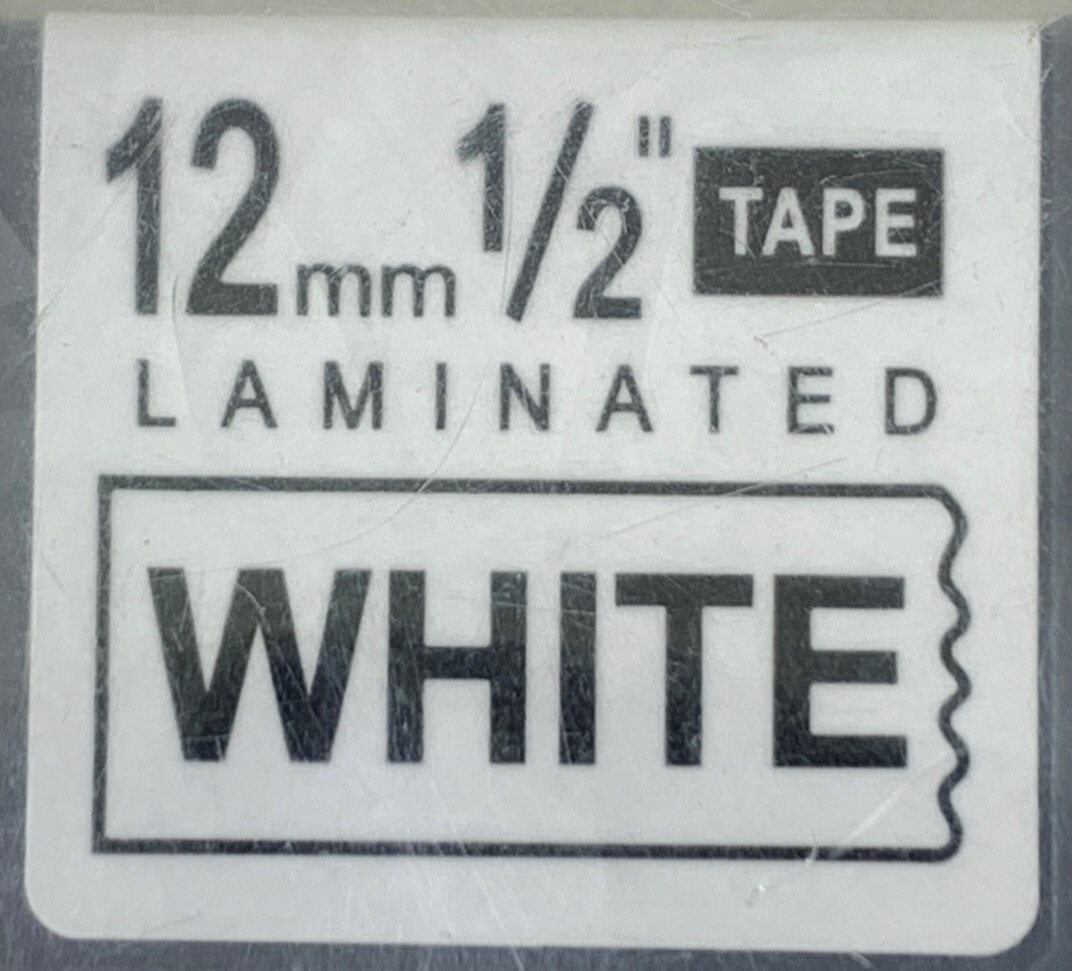 12mm 1/2" TAPE
LAMINATED
WHITE